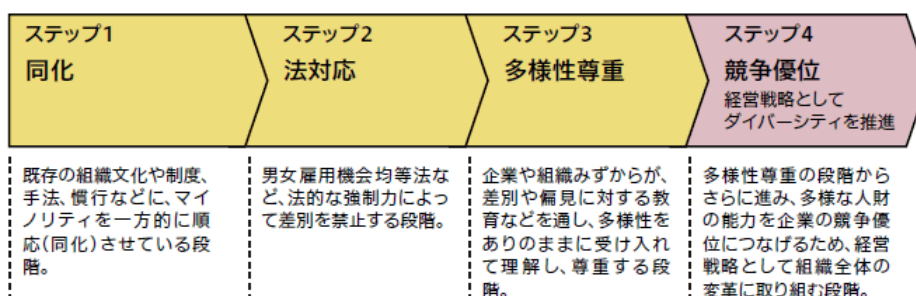 ステップ1
同化
既存の組織文化や制度、
手法、慣行などに、マイ
ノリティを一方的に順
応(同化)させている段
階。
ステップ2
法対応
男女雇用機会均等法な
ど、法的な強制力によっ
て差別を禁止する段階。
ステップ3
多様性尊重
企業や組織みずからが、
差別や偏見に対する教
育などを通し、多様性を
ありのままに受け入れ
て理解し、尊重する段
階。
ステップ4
競争優位
経営戦略として
ダイバーシティを推進
多様性尊重の段階から
さらに進み、多様な人財
の能力を企業の競争優
位につなげるため、経営
戦略として組織全体の
変革に取り組む段階。